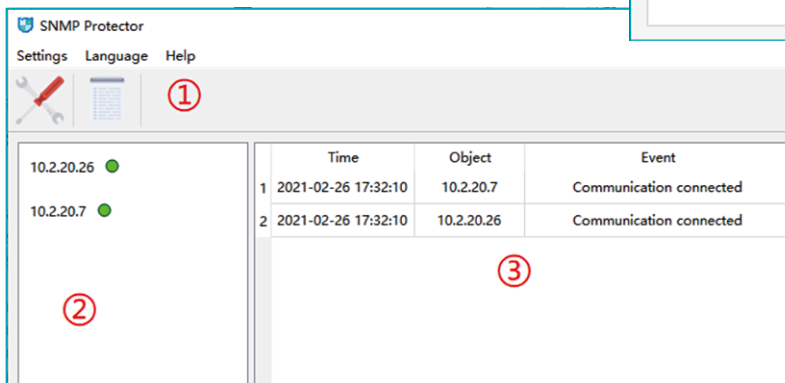 SNMP Protector
Settings Language Help
①
10.2.20.26
10.2.20.7
②
Time Object Event
1 2021-02-26 17:32:10 10.2.20.7 Communication connected
2 2021-02-26 17:32:10 10.2.20.26 Communication connected
③